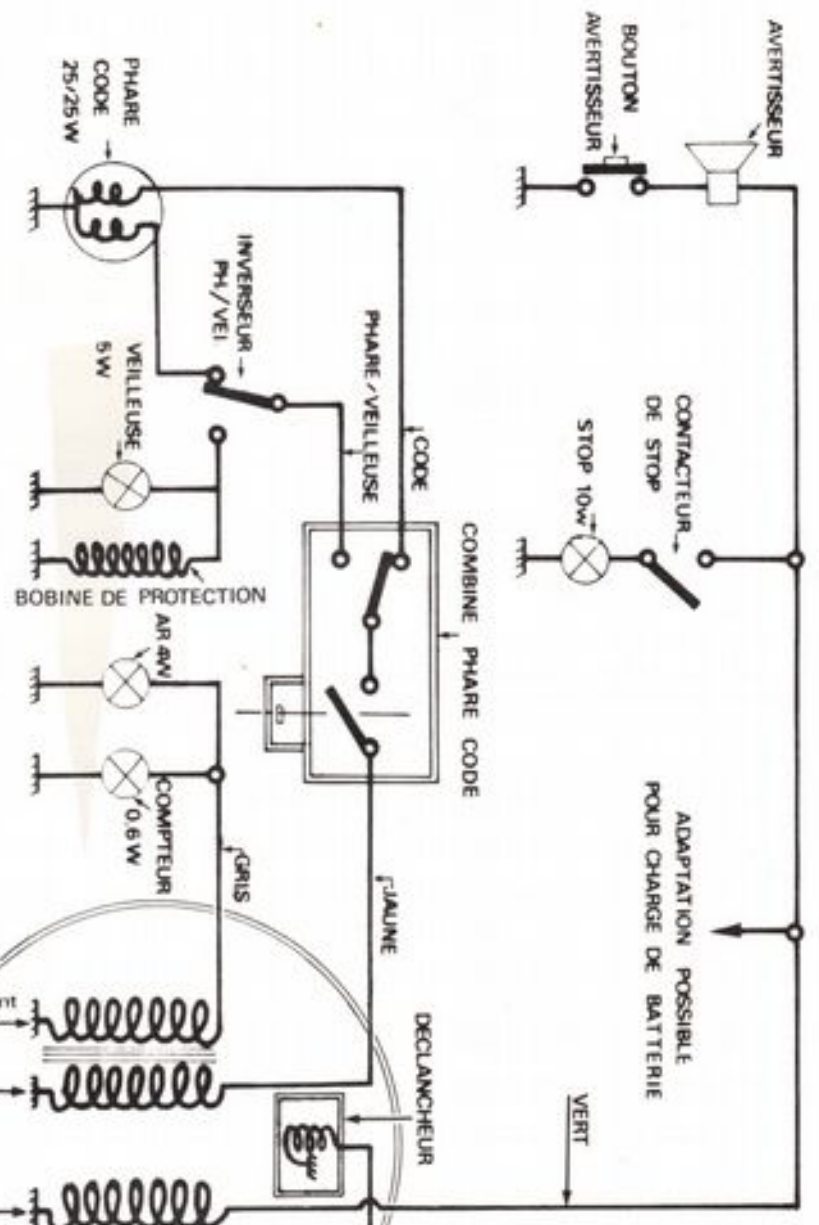 AVERTISSEUR
BOUTON
AVERTISSEUR
PHARE
CODE
25/25W
INVERSEUR
PH./VEI
VEILLEUSE
5W
PHARE/VEILLEUSE
CODE
CONTACTEUR
DE STOP
STOP 10w
COMBINE PHARE CODE
BOBINE DE PROTECTION
AR 4W
COMPTEUR
0.6W
GRIS
JAUNE
ADAPTATION POSSIBLE
POUR CHARGE DE BATTERIE
DECLANCHEUR
VERT
nt